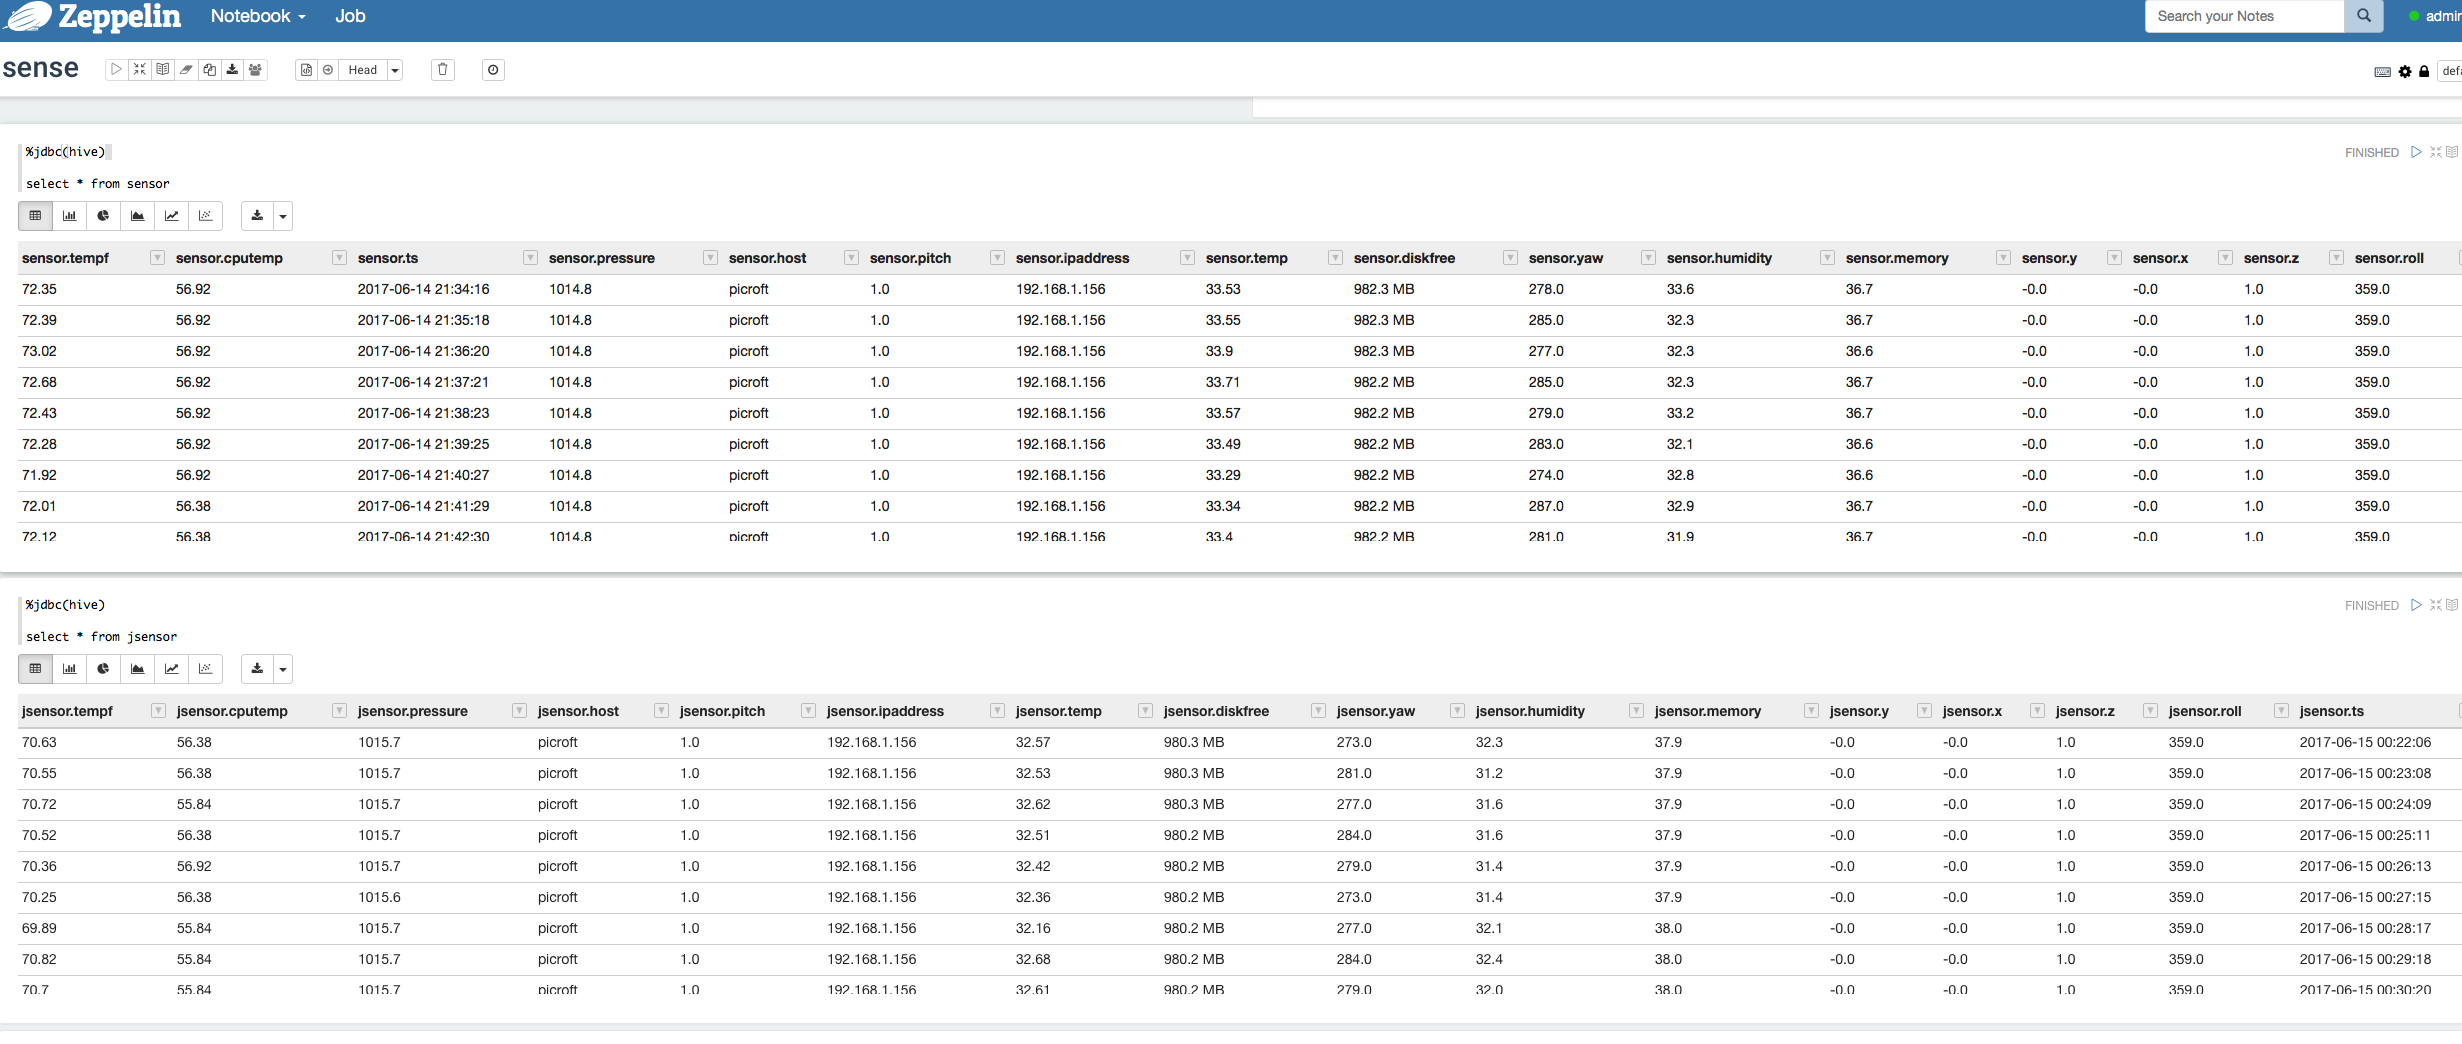 Zeppelin Notebook Job Search your Notes
sense Head
%jdbc(hive) FINISHED
select * from sensor
sensor.tempf sensor.cputemp sensor.ts sensor.pressure sensor.host sensor.pitch sensor.ipaddress sensor.temp sensor.diskfree sensor.yaw sensor.humidity sensor.memory sensor.y sensor.x sensor.z sensor.roll
72.35 56.92 2017-06-14 21:34:16 1014.8 picroft 1.0 192.168.1.156 33.53 982.3 MB 278.0 33.6 36.7 -0.0 -0.0 1.0 359.0
72.39 56.92 2017-06-14 21:35:18 1014.8 picroft 1.0 192.168.1.156 33.55 982.3 MB 285.0 32.3 36.7 -0.0 -0.0 1.0 359.0
73.02 56.92 2017-06-14 21:36:20 1014.8 picroft 1.0 192.168.1.156 33.9 982.3 MB 277.0 32.3 36.6 -0.0 -0.0 1.0 359.0
72.68 56.92 2017-06-14 21:37:21 1014.8 picroft 1.0 192.168.1.156 33.71 982.2 MB 285.0 32.3 36.7 -0.0 -0.0 1.0 359.0
72.43 56.92 2017-06-14 21:38:23 1014.8 picroft 1.0 192.168.1.156 33.57 982.2 MB 279.0 33.2 36.7 -0.0 -0.0 1.0 359.0
72.28 56.92 2017-06-14 21:39:25 1014.8 picroft 1.0 192.168.1.156 33.49 982.2 MB 283.0 32.1 36.6 -0.0 -0.0 1.0 359.0
71.92 56.92 2017-06-14 21:40:27 1014.8 picroft 1.0 192.168.1.156 33.29 982.2 MB 274.0 32.8 36.6 -0.0 -0.0 1.0 359.0
72.01 56.38 2017-06-14 21:41:29 1014.8 picroft 1.0 192.168.1.156 33.34 982.2 MB 287.0 32.9 36.7 -0.0 -0.0 1.0 359.0
72.12 56.38 2017-06-14 21:42:30 1014.8 picroft 1.0 192.168.1.156 33.4 982.2 MB 281.0 31.9 36.7 -0.0 -0.0 1.0 359.0
%jdbc(hive) FINISHED
select * from jsensor
jsensor.tempf jsensor.cputemp jsensor.pressure jsensor.host jsensor.pitch jsensor.ipaddress jsensor.temp jsensor.diskfree jsensor.yaw jsensor.humidity jsensor.memory jsensor.y jsensor.x jsensor.z jsensor.roll jsensor.ts
70.63 56.38 1015.7 picroft 1.0 192.168.1.156 32.57 980.3 MB 273.0 32.3 37.9 -0.0 -0.0 1.0 359.0 2017-06-15 00:22:06
70.55 56.38 1015.7 picroft 1.0 192.168.1.156 32.53 980.3 MB 281.0 31.2 37.9 -0.0 -0.0 1.0 359.0 2017-06-15 00:23:08
70.72 55.84 1015.7 picroft 1.0 192.168.1.156 32.62 980.3 MB 277.0 31.6 37.9 -0.0 -0.0 1.0 359.0 2017-06-15 00:24:09
70.52 56.38 1015.7 picroft 1.0 192.168.1.156 32.51 980.2 MB 284.0 31.6 37.9 -0.0 -0.0 1.0 359.0 2017-06-15 00:25:11
70.36 56.92 1015.7 picroft 1.0 192.168.1.156 32.42 980.2 MB 279.0 31.4 37.9 -0.0 -0.0 1.0 359.0 2017-06-15 00:26:13
70.25 56.38 1015.6 picroft 1.0 192.168.1.156 32.36 980.2 MB 273.0 31.4 37.9 -0.0 -0.0 1.0 359.0 2017-06-15 00:27:15
69.89 55.84 1015.7 picroft 1.0 192.168.1.156 32.16 980.2 MB 277.0 32.1 38.0 -0.0 -0.0 1.0 359.0 2017-06-15 00:28:17
70.82 55.84 1015.7 picroft 1.0 192.168.1.156 32.68 980.2 MB 284.0 32.4 38.0 -0.0 -0.0 1.0 359.0 2017-06-15 00:29:18
70.7 55.84 1015.7 picroft 1.0 192.168.1.156 32.61 980.2 MB 279.0 32.0 38.0 -0.0 -0.0 1.0 359.0 2017-06-15 00:30:20